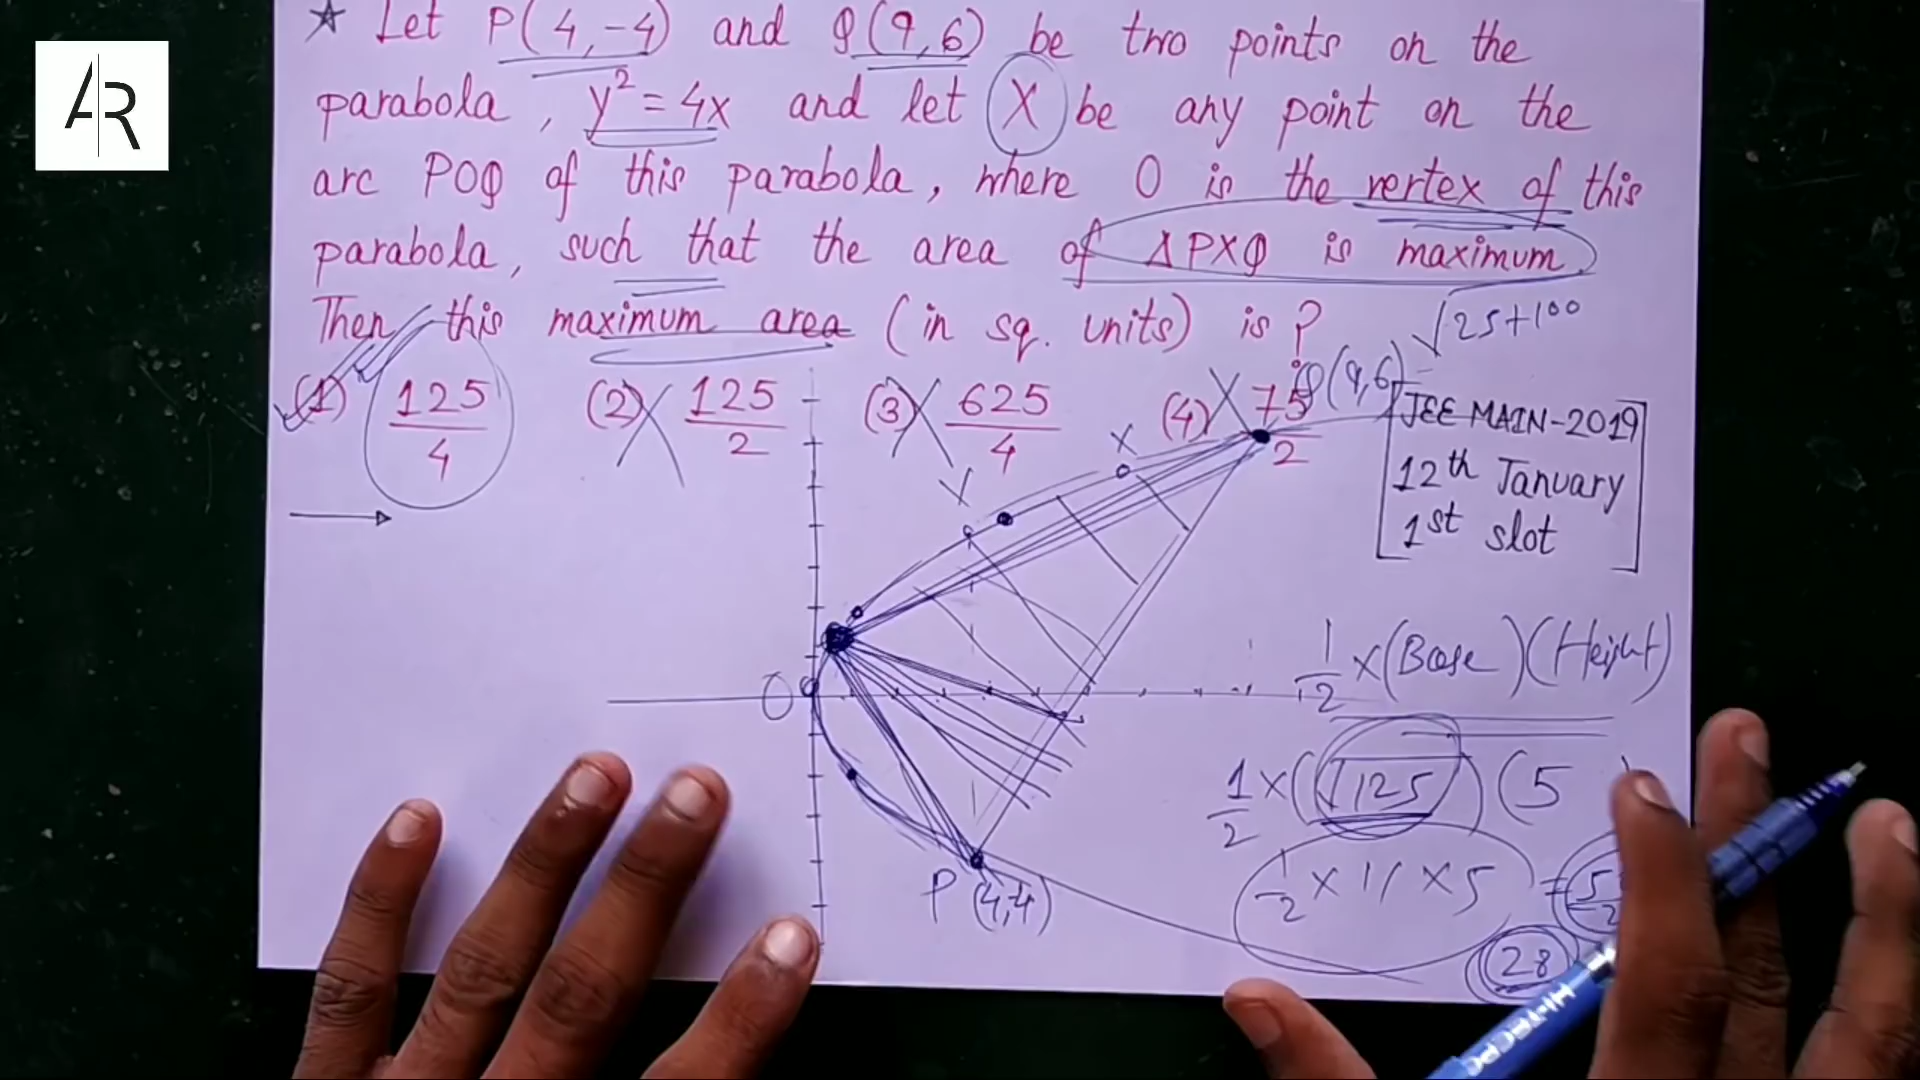 AR
☆ Let P(4,-4) and Q(9,6) be two points on the
parabola, y² = 4x and let X be any point on the
arc POQ of this parabola, where O is the vertex of this
parabola, such that the area of ΔPXQ is maximum.
Then this maximum area (in sq. units) is ?
√25+100
(1) 125/4 (2) 125/2 (3) 625/4 (4) 75/2
Q(9,6)
[JEE MAIN-2019
12th January
1st slot]
X
X
O
P(4,4)
1/2 × (Base)(Height)
1/2 × (√125)(5
1/2 × 11 × 5 =
28
HI-TECPO